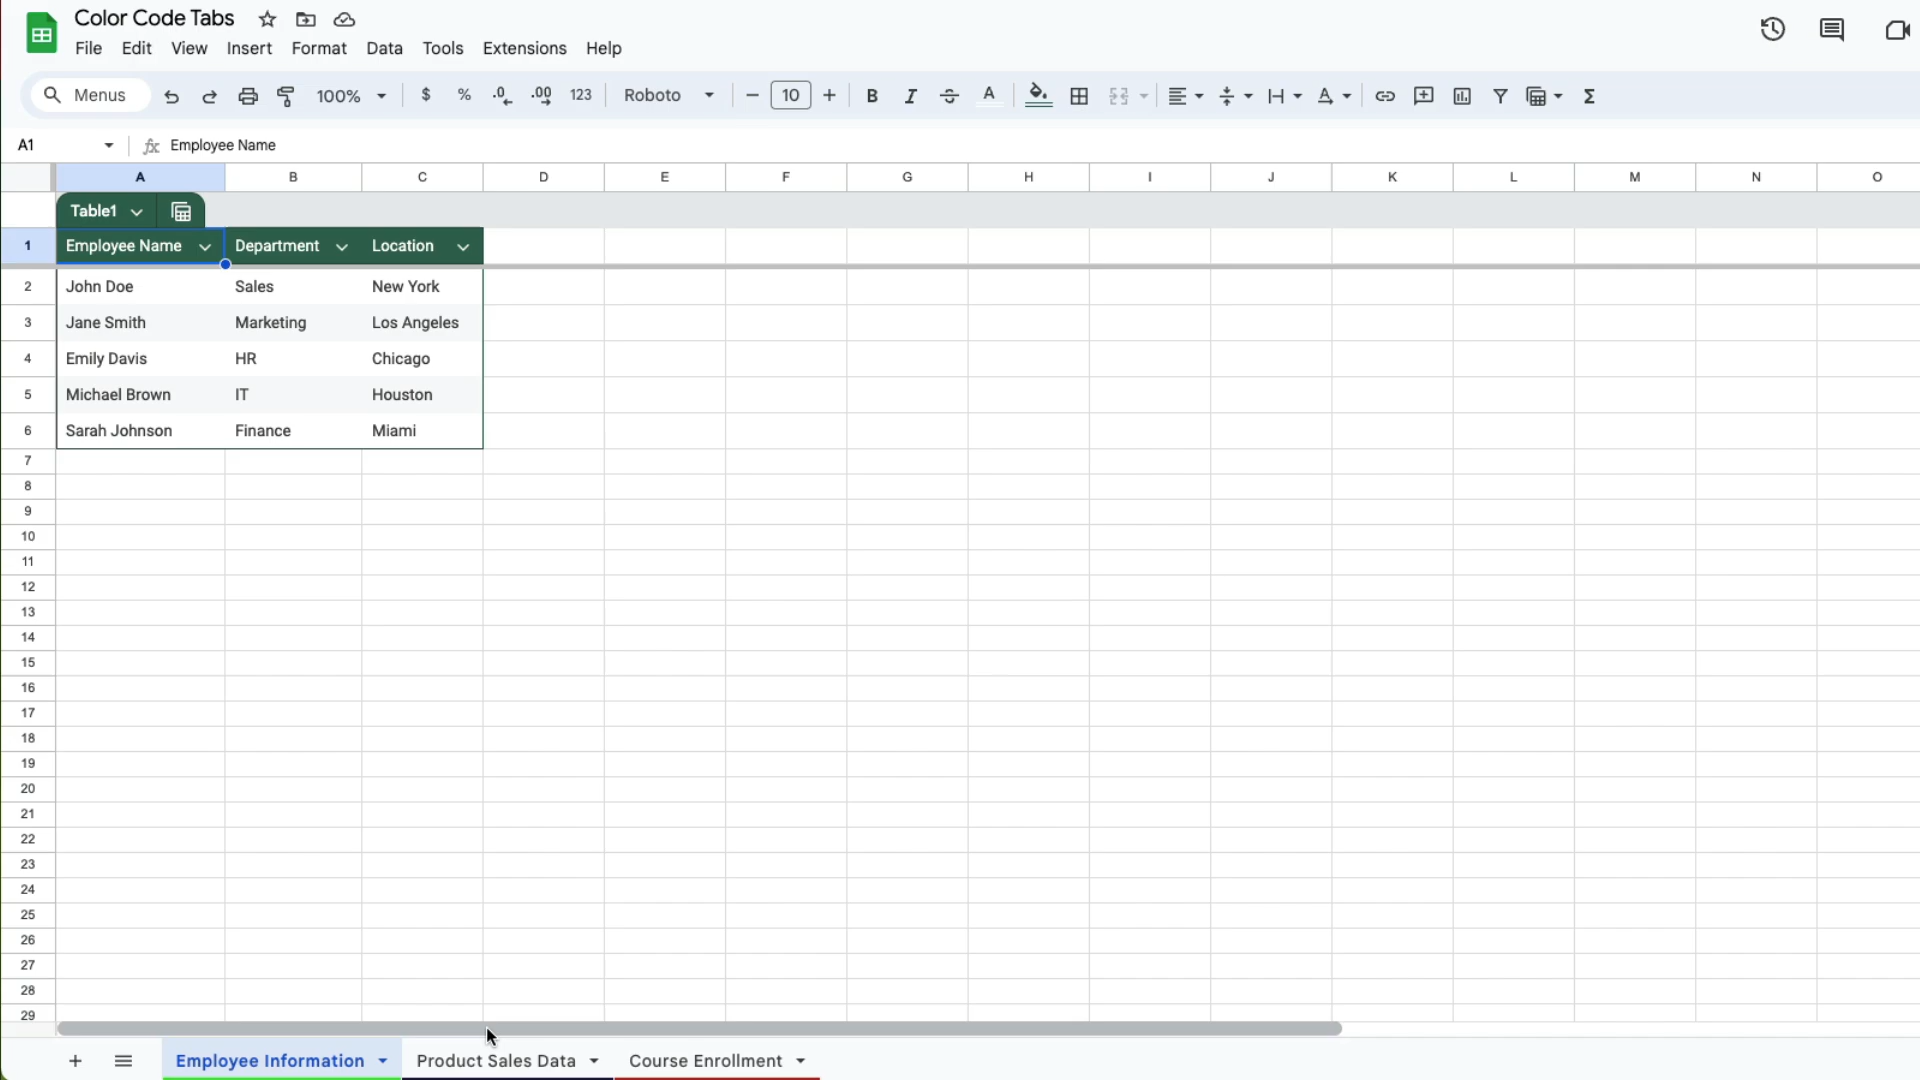 Color Code Tabs
File Edit View Insert Format Data Tools Extensions Help
Menus 100% $ % .0 .00 123 Roboto 10 B I A Σ
A1 fx Employee Name
A B C D E F G H I J K L M N O
Table1
1 Employee Name Department Location
2 John Doe Sales New York
3 Jane Smith Marketing Los Angeles
4 Emily Davis HR Chicago
5 Michael Brown IT Houston
6 Sarah Johnson Finance Miami
7
8
9
10
11
12
13
14
15
16
17
18
19
20
21
22
23
24
25
26
27
28
29
Employee Information Product Sales Data Course Enrollment